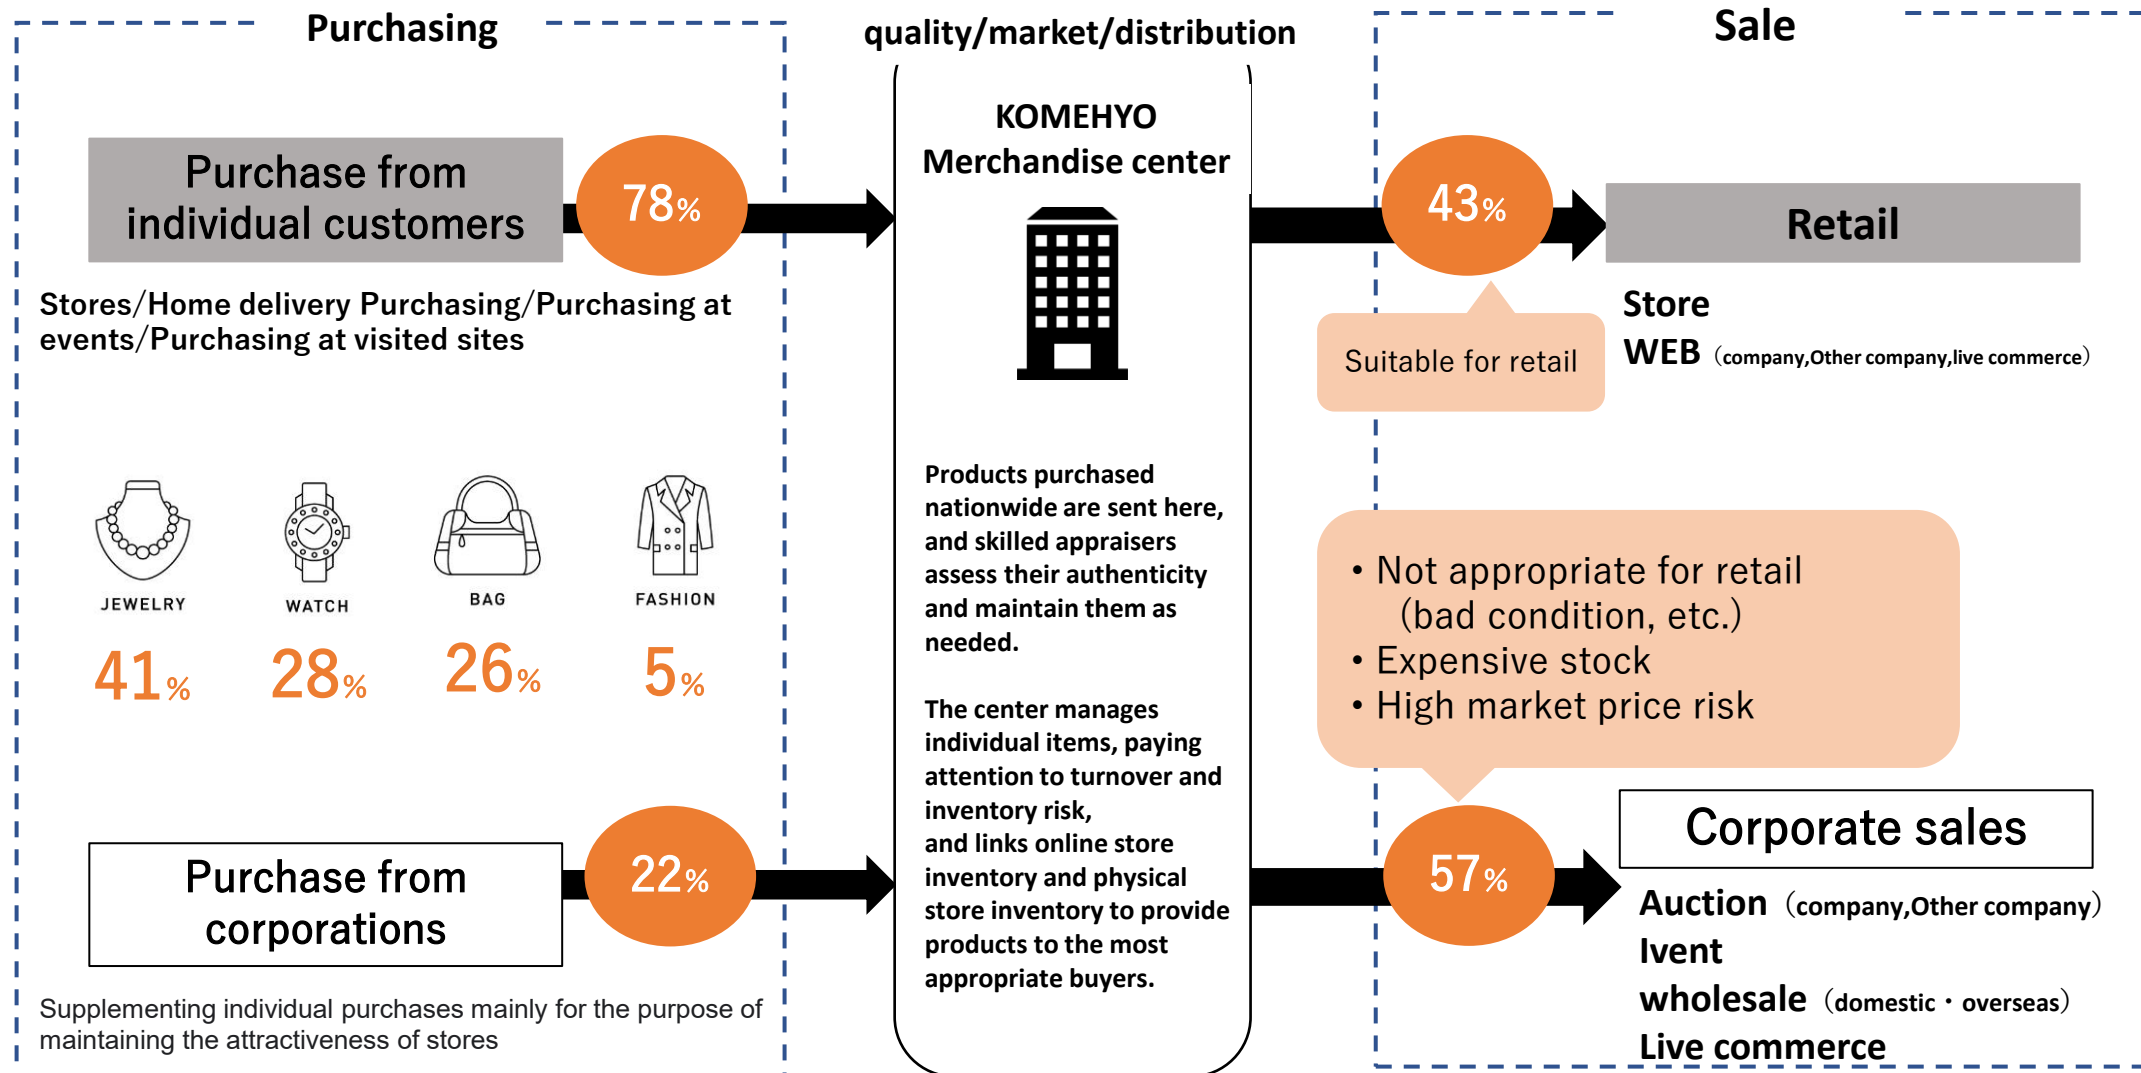 Purchasing
Purchase from
individual customers
78%
Stores/Home delivery Purchasing/Purchasing at
events/Purchasing at visited sites
JEWELRY
WATCH
BAG
FASHION
41%
28%
26%
5%
Purchase from
corporations
22%
Supplementing individual purchases mainly for the purpose of
maintaining the attractiveness of stores
quality/market/distribution
KOMEHYO
Merchandise center
Products purchased
nationwide are sent here,
and skilled appraisers
assess their authenticity
and maintain them as
needed.
The center manages
individual items, paying
attention to turnover and
inventory risk,
and links online store
inventory and physical
store inventory to provide
products to the most
appropriate buyers.
Sale
43%
Retail
Suitable for retail
Store
WEB（company,Other company,live commerce）
• Not appropriate for retail
（bad condition, etc.）
• Expensive stock
• High market price risk
57%
Corporate sales
Auction（company,Other company）
Ivent
wholesale（domestic・overseas）
Live commerce